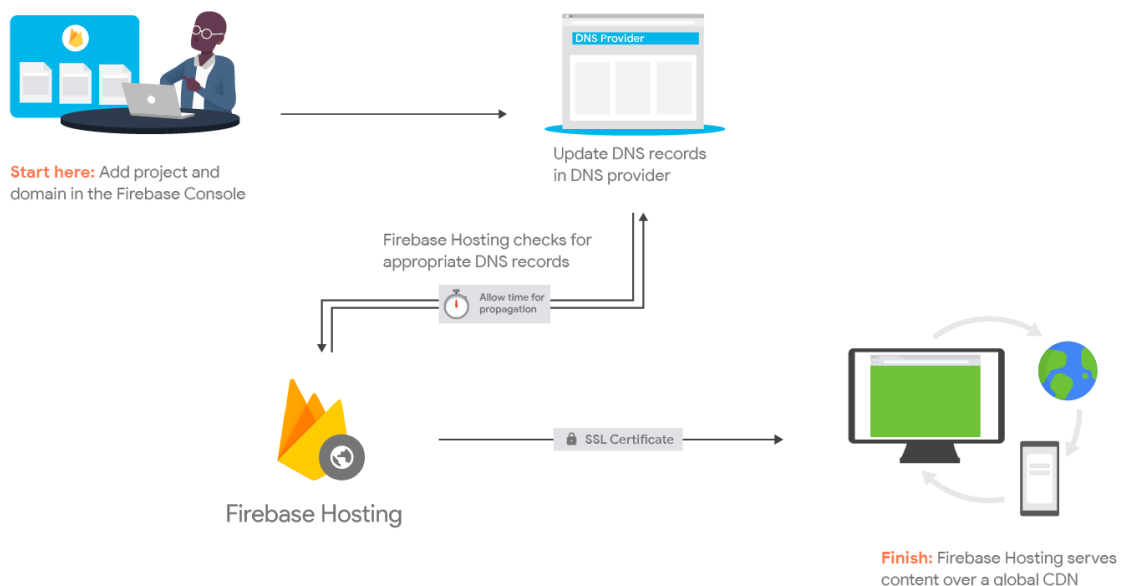 DNS Provider
Start here: Add project and
domain in the Firebase Console
Update DNS records
in DNS provider
Firebase Hosting checks for
appropriate DNS records
Allow time for
propagation
SSL Certificate
Firebase Hosting
Finish: Firebase Hosting serves
content over a global CDN